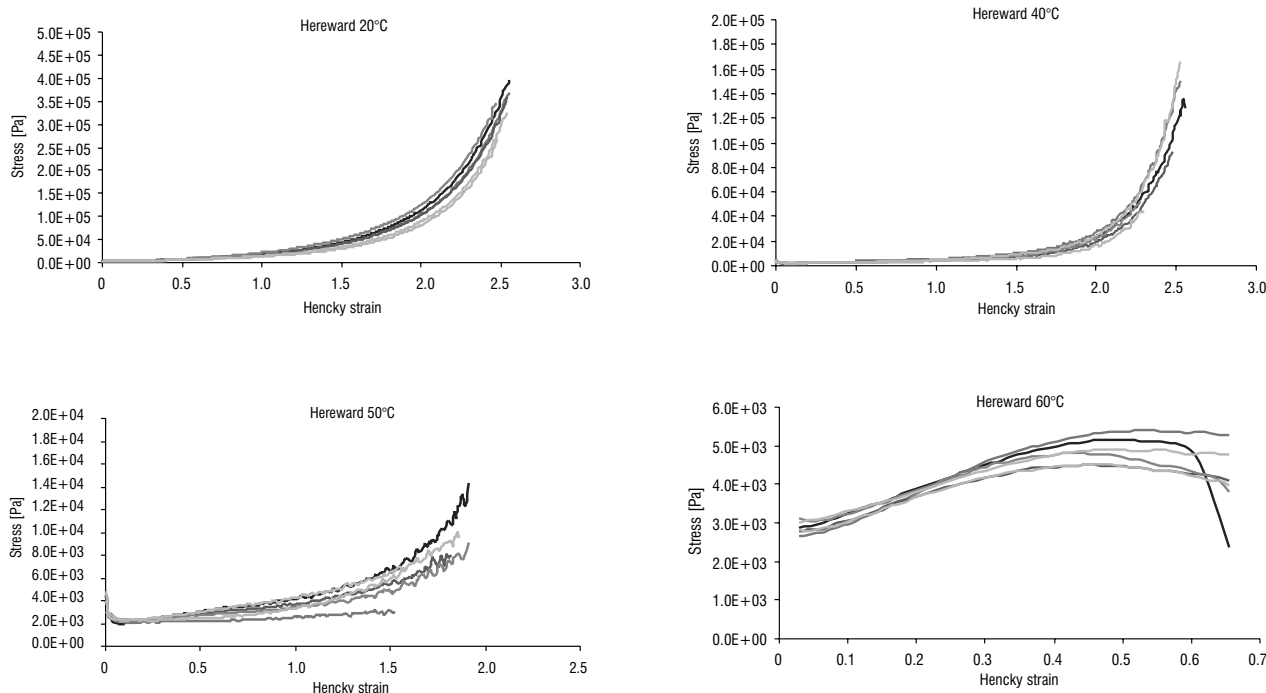 Hereward 20°C
5.0E+05
4.5E+05
4.0E+05
3.5E+05
3.0E+05
2.5E+05
2.0E+05
1.5E+05
1.0E+05
5.0E+04
0.0E+00
Stress [Pa]
0 0.5 1.0 1.5 2.0 2.5 3.0
Hencky strain
Hereward 40°C
2.0E+05
1.8E+05
1.6E+05
1.4E+05
1.2E+05
1.0E+05
8.0E+04
6.0E+04
4.0E+04
2.0E+04
0.0E+00
Stress [Pa]
0 0.5 1.0 1.5 2.0 2.5 3.0
Hencky strain
Hereward 50°C
2.0E+04
1.8E+04
1.6E+04
1.4E+04
1.2E+04
1.0E+04
8.0E+03
6.0E+03
4.0E+03
2.0E+03
0.0E+00
Stress [Pa]
0 0.5 1.0 1.5 2.0 2.5
Hencky strain
Hereward 60°C
6.0E+03
5.0E+03
4.0E+03
3.0E+03
2.0E+03
1.0E+03
0.0E+00
Stress [Pa]
0 0.1 0.2 0.3 0.4 0.5 0.6 0.7
Hencky strain